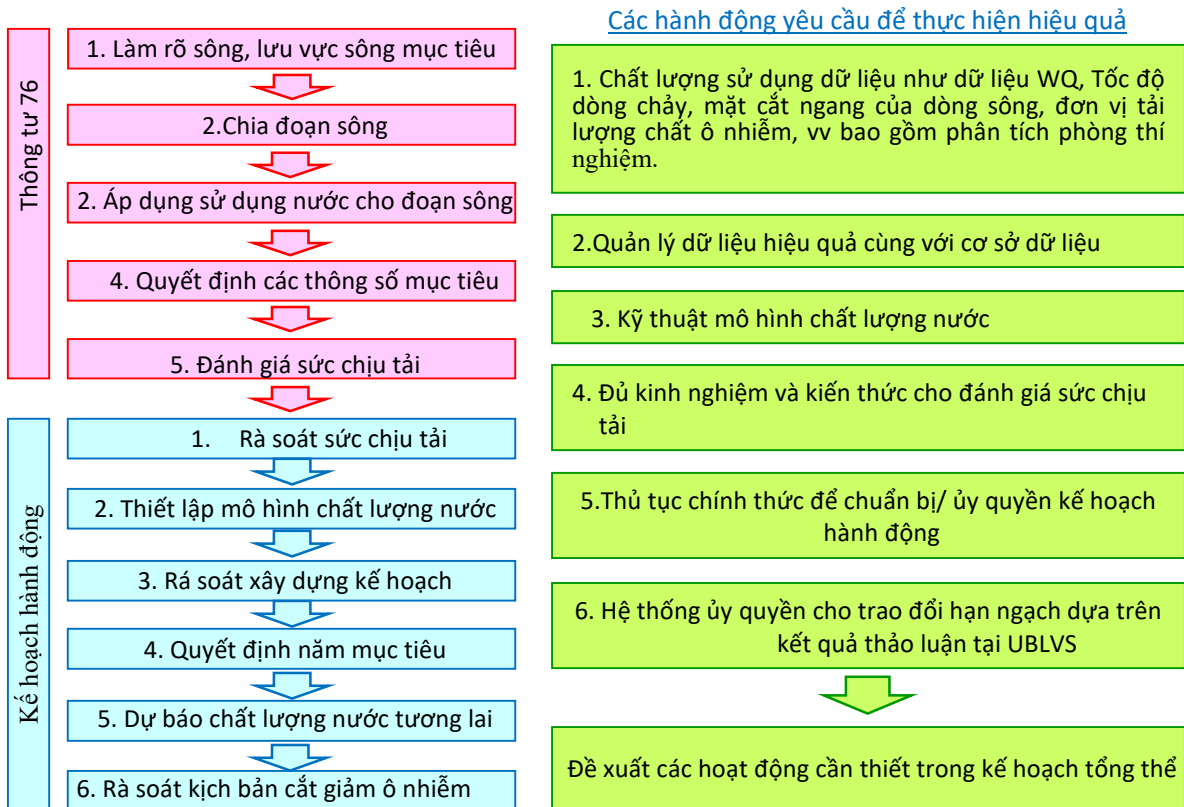 Thông tư 76
1. Làm rõ sông, lưu vực sông mục tiêu
2.Chia đoạn sông
2. Áp dụng sử dụng nước cho đoạn sông
4. Quyết định các thông số mục tiêu
5. Đánh giá sức chịu tải
Kế hoạch hành động
1. Rà soát sức chịu tải
2. Thiết lập mô hình chất lượng nước
3. Rá soát xây dựng kế hoạch
4. Quyết định năm mục tiêu
5. Dự báo chất lượng nước tương lai
6. Rà soát kịch bản cắt giảm ô nhiễm
Các hành động yêu cầu để thực hiện hiệu quả
1. Chất lượng sử dụng dữ liệu như dữ liệu WQ, Tốc độ
dòng chảy, mặt cắt ngang của dòng sông, đơn vị tải
lượng chất ô nhiễm, vv bao gồm phân tích phòng thí
nghiệm.
2.Quản lý dữ liệu hiệu quả cùng với cơ sở dữ liệu
3. Kỹ thuật mô hình chất lượng nước
4. Đủ kinh nghiệm và kiến thức cho đánh giá sức chịu
tải
5.Thủ tục chính thức để chuẩn bị/ ủy quyền kế hoạch
hành động
6. Hệ thống ủy quyền cho trao đổi hạn ngạch dựa trên
kết quả thảo luận tại UBLVS
Đề xuất các hoạt động cần thiết trong kế hoạch tổng thể